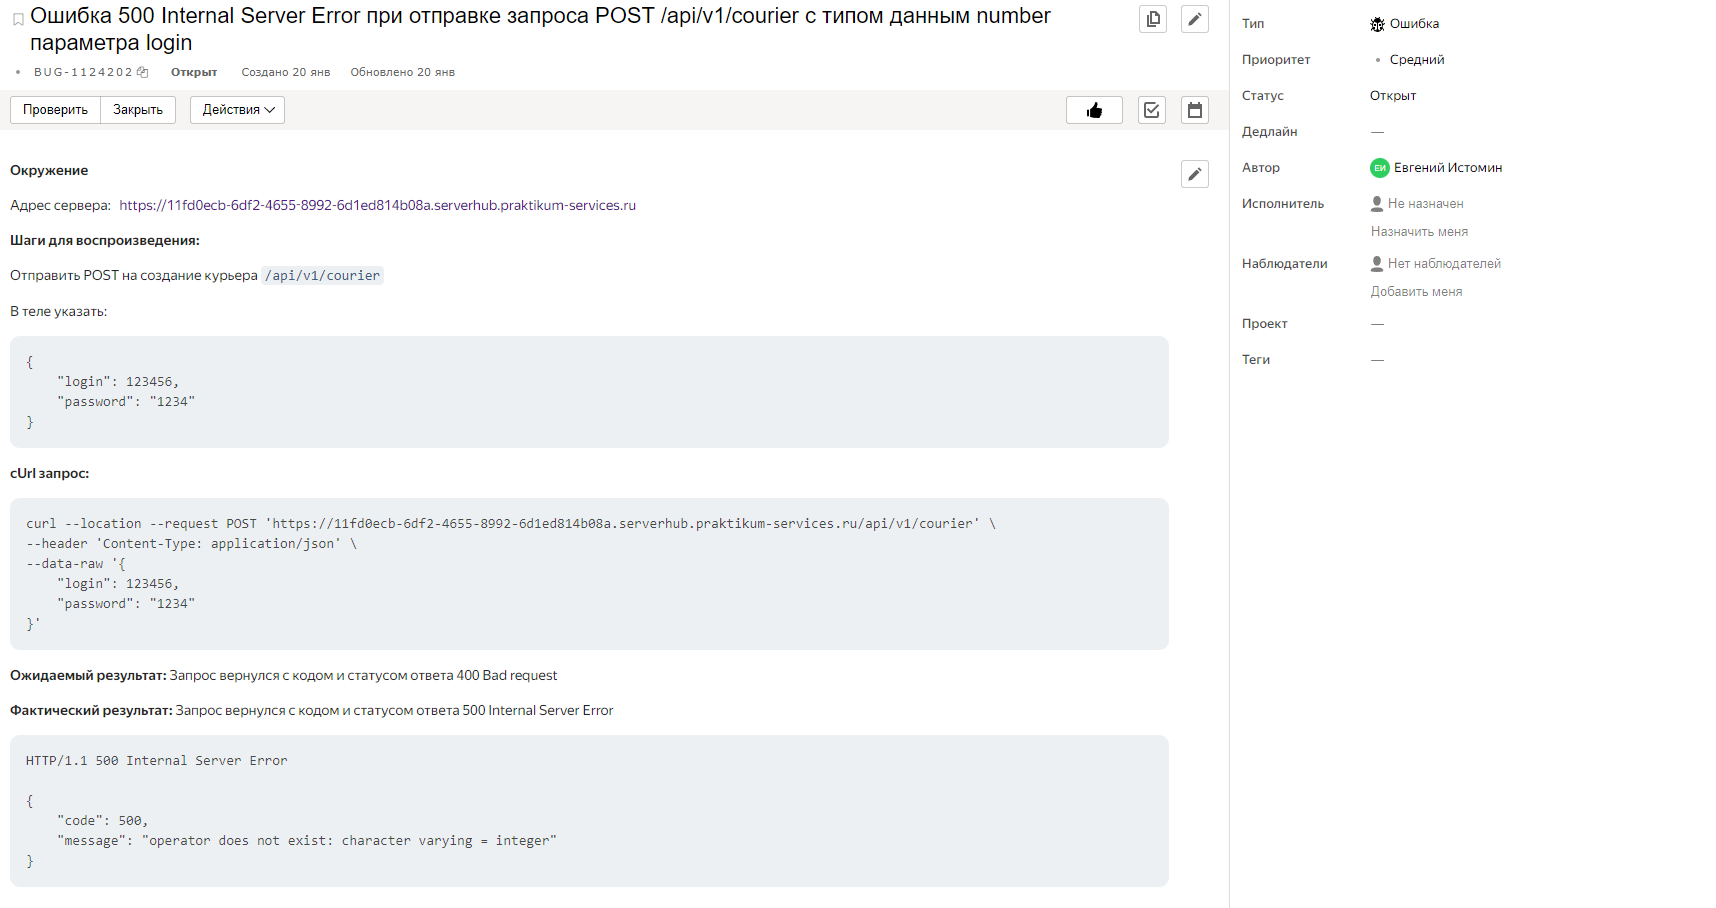 Ошибка 500 Internal Server Error при отправке запроса POST /api/v1/courier с типом данным number
параметра login
BUG-1124202 Открыт Создано 20 янв Обновлено 20 янв
Проверить Закрыть Действия
Окружение
Адрес сервера: https://11fd0ecb-6df2-4655-8992-6d1ed814b08a.serverhub.praktikum-services.ru
Шаги для воспроизведения:
Отправить POST на создание курьера /api/v1/courier
В теле указать:
{
    "login": 123456,
    "password": "1234"
}
cUrl запрос:
curl --location --request POST 'https://11fd0ecb-6df2-4655-8992-6d1ed814b08a.serverhub.praktikum-services.ru/api/v1/courier' \
--header 'Content-Type: application/json' \
--data-raw '{
    "login": 123456,
    "password": "1234"
}'
Ожидаемый результат: Запрос вернулся с кодом и статусом ответа 400 Bad request
Фактический результат: Запрос вернулся с кодом и статусом ответа 500 Internal Server Error
HTTP/1.1 500 Internal Server Error
{
    "code": 500,
    "message": "operator does not exist: character varying = integer"
}
Тип Ошибка
Приоритет Средний
Статус Открыт
Дедлайн —
Автор ЕИ Евгений Истомин
Исполнитель Не назначен
Назначить меня
Наблюдатели Нет наблюдателей
Добавить меня
Проект —
Теги —